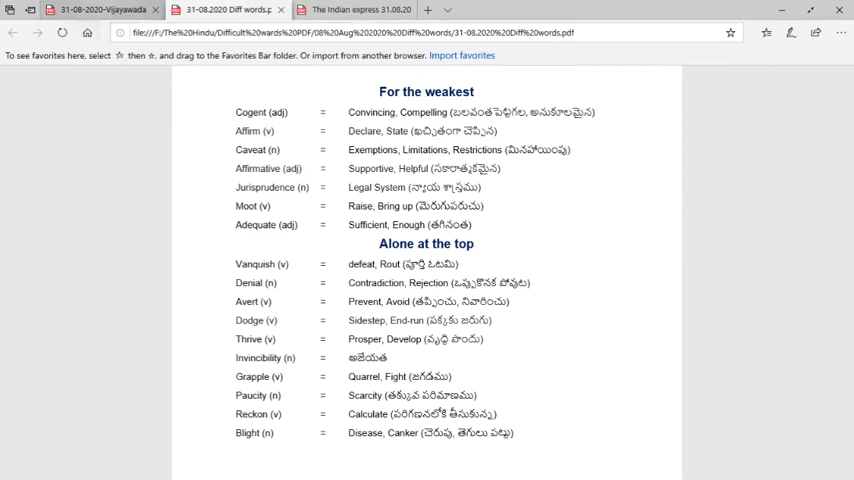 31-08-2020-Vijayawada
31-08.2020 Diff words.p
The Indian express 31.08.20
file:///F:/The%20Hindu/Difficult%20wards%20PDF/08%20Aug%202020%20Diff%20words/31-08.2020%20Diff%20words.pdf
To see favorites here, select ☆ then ☆, and drag to the Favorites Bar folder. Or import from another browser. Import favorites
For the weakest
Cogent (adj) = Convincing, Compelling (బలవంతపెట్టగల, అనుకూలమైన)
Affirm (v) = Declare, State (ఖచ్చితంగా చెప్పిన)
Caveat (n) = Exemptions, Limitations, Restrictions (మినహాయింపు)
Affirmative (adj) = Supportive, Helpful (సకారాత్మకమైన)
Jurisprudence (n) = Legal System (న్యాయ శాస్త్రము)
Moot (v) = Raise, Bring up (మెరుగుపరుచు)
Adequate (adj) = Sufficient, Enough (తగినంత)
Alone at the top
Vanquish (v) = defeat, Rout (పూర్తి ఓటమి)
Denial (n) = Contradiction, Rejection (ఒప్పుకొనక పోవుట)
Avert (v) = Prevent, Avoid (తప్పించు, నివారించు)
Dodge (v) = Sidestep, End-run (పక్కకు జరుగు)
Thrive (v) = Prosper, Develop (వృద్ధి పొందు)
Invincibility (n) = అజేయత
Grapple (v) = Quarrel, Fight (జగడము)
Paucity (n) = Scarcity (తక్కువ పరిమాణము)
Reckon (v) = Calculate (పరిగణనలోకి తీసుకున్న)
Blight (n) = Disease, Canker (చెరుపు, తెగులు పట్టు)